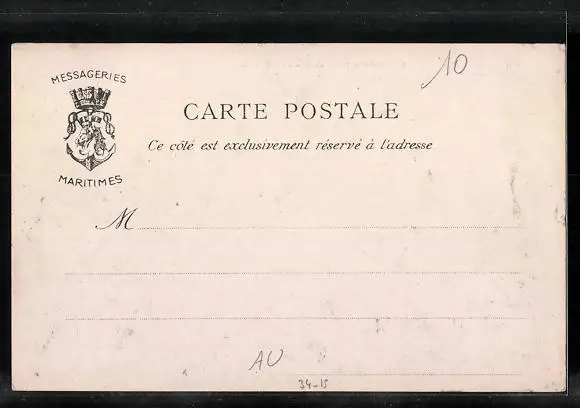 MESSAGERIES
MARITIMES
10
CARTE POSTALE
Ce côté est exclusivement réservé à l'adresse
M
AU
34-15